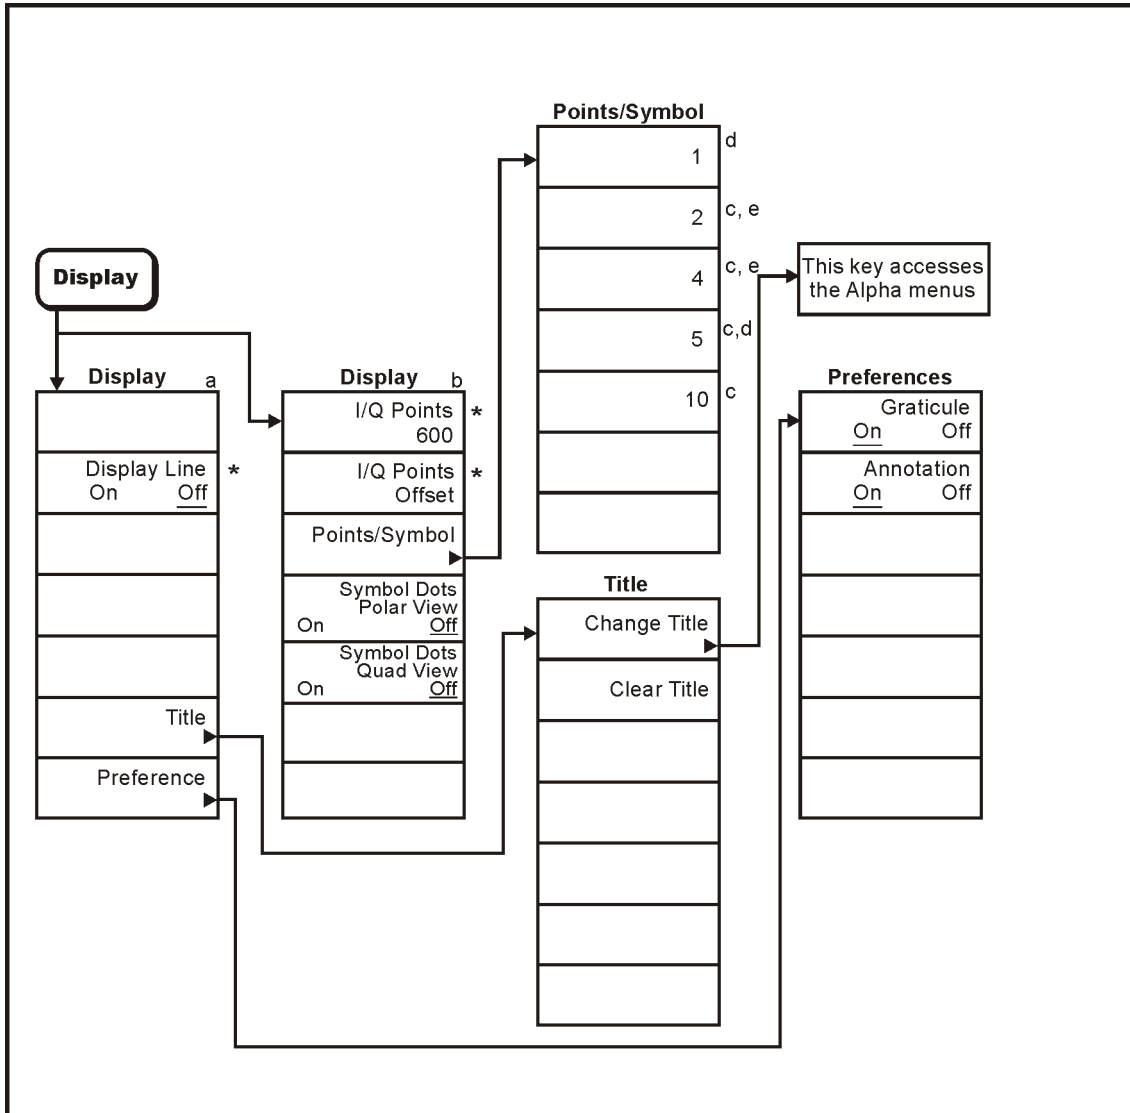 Display
Display a
Display Line *
On Off
Title
Preference
Display b
I/Q Points *
600
I/Q Points *
Offset
Points/Symbol
Symbol Dots
Polar View
On Off
Symbol Dots
Quad View
On Off
Points/Symbol
1 d
2 c, e
4 c, e
5 c,d
10 c
Title
Change Title
Clear Title
This key accesses
the Alpha menus
Preferences
Graticule
On Off
Annotation
On Off